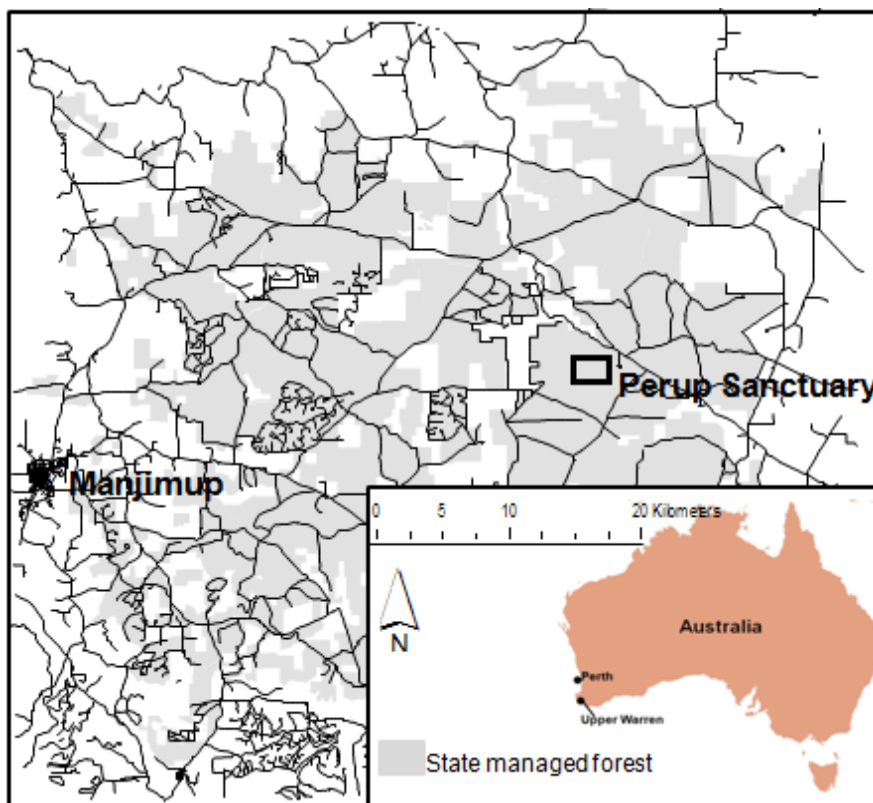 Perup Sanctuary
Manjimup
0 5 10 20 Kilometers
N
Australia
Perth
Upper Warren
State managed forest